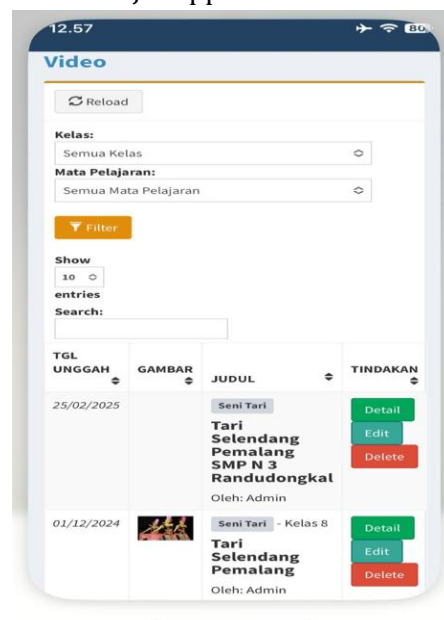 12.57
80
Video
Reload
Kelas:
Semua Kelas
Mata Pelajaran:
Semua Mata Pelajaran
Filter
Show
10
entries
Search:
TGL
UNGGAH GAMBAR JUDUL TINDAKAN
25/02/2025 Seni Tari Detail
Tari Edit
Selendang
Pemalang Delete
SMP N 3
Randudongkal
Oleh: Admin
01/12/2024 Seni Tari - Kelas 8 Detail
Tari Edit
Selendang
Pemalang Delete
Oleh: Admin